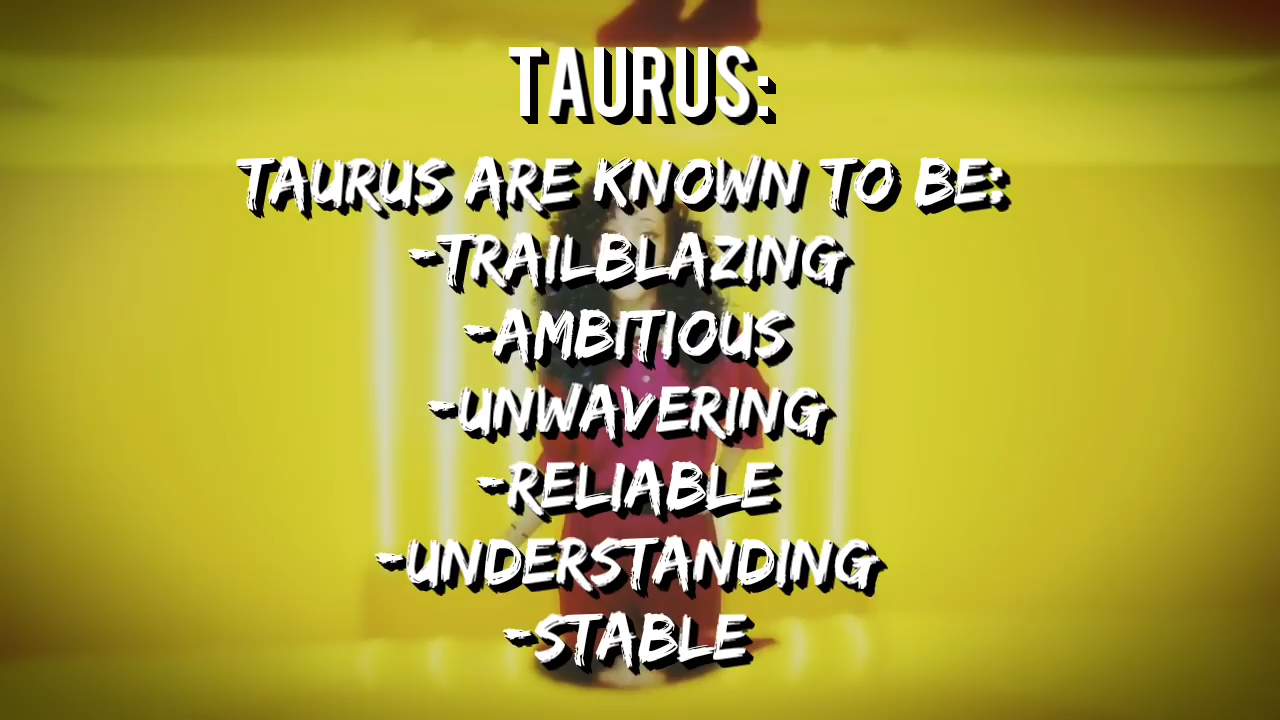 TAURUS:
TAURUS ARE KNOWN TO BE:
-TRAILBLAZING
-AMBITIOUS
-UNWAVERING
-RELIABLE
-UNDERSTANDING
-STABLE